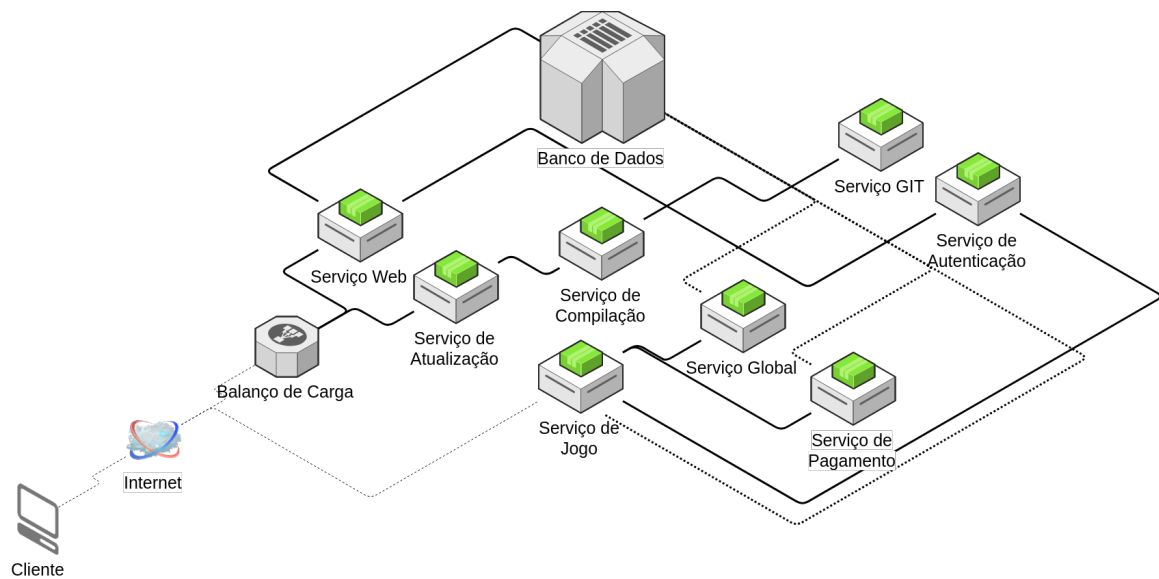 Banco de Dados
Serviço GIT
Serviço de
Autenticação
Serviço Web
Serviço de
Compilação
Serviço de
Atualização
Serviço Global
Balanço de Carga
Serviço de
Jogo
Serviço de
Pagamento
Internet
Cliente